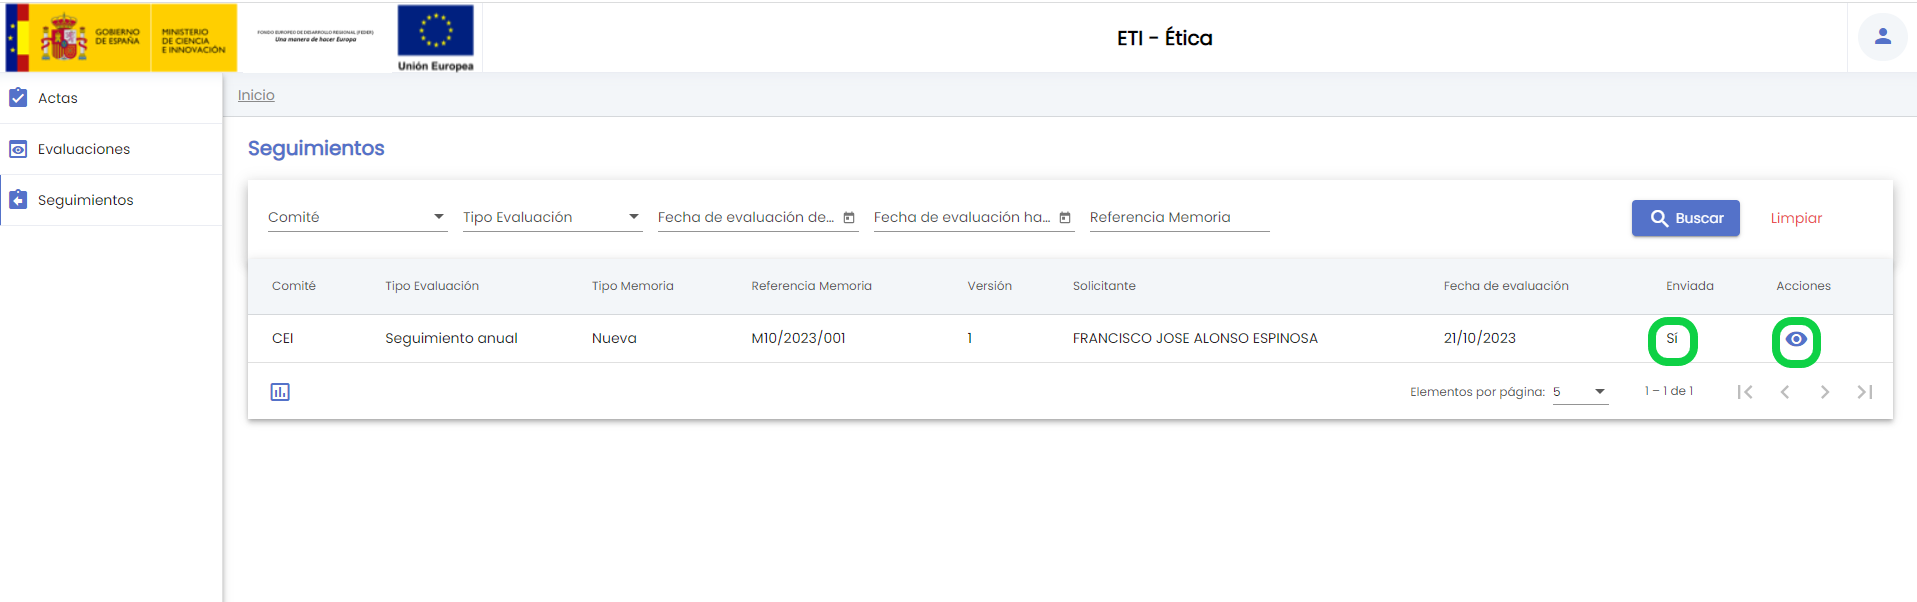 GOBIERNO
DE ESPAÑA
MINISTERIO
DE CIENCIA
E INNOVACIÓN
FONDO EUROPEO DE DESARROLLO REGIONAL (FEDER)
Una manera de hacer Europa
Unión Europea
ETI - Ética
Actas
Evaluaciones
Seguimientos
Inicio
Seguimientos
Comité Tipo Evaluación Fecha de evaluación de... Fecha de evaluación ha... Referencia Memoria Buscar Limpiar
Comité Tipo Evaluación Tipo Memoria Referencia Memoria Versión Solicitante Fecha de evaluación Enviada Acciones
CEI Seguimiento anual Nueva M10/2023/001 1 FRANCISCO JOSE ALONSO ESPINOSA 21/10/2023 Sí
Elementos por página: 5 1 – 1 de 1